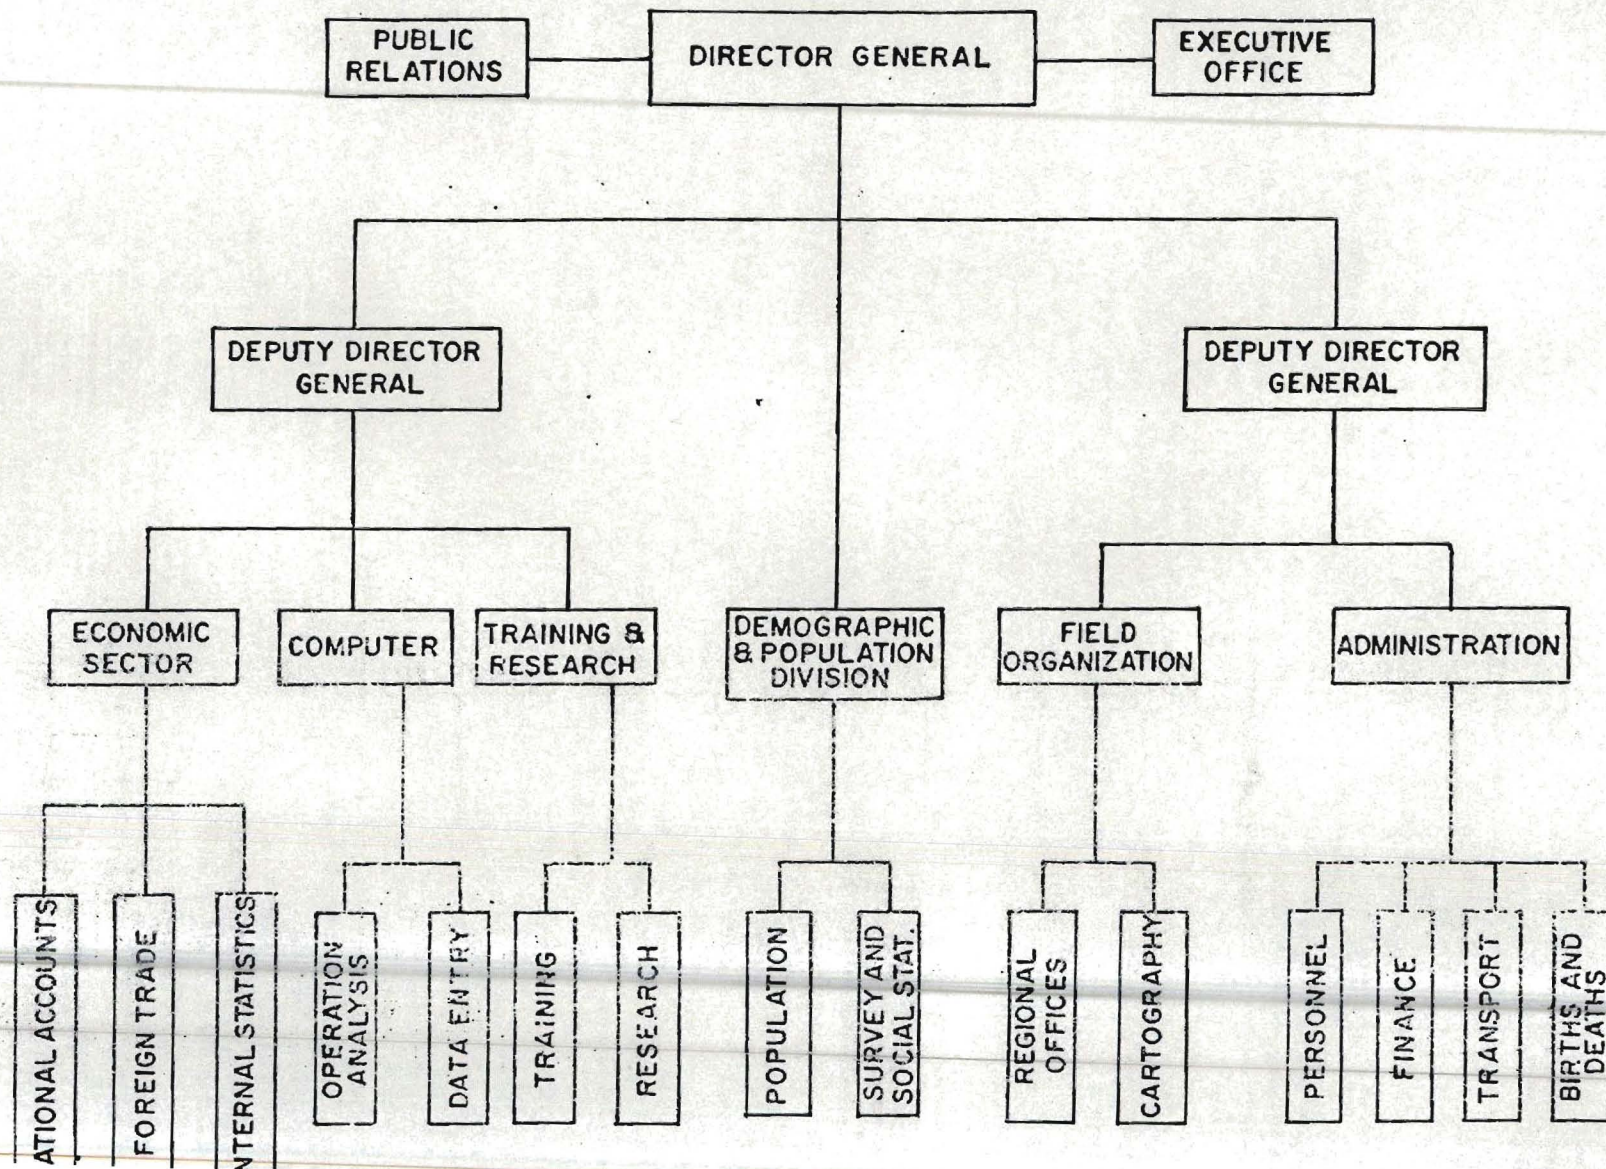 PUBLIC
RELATIONS
DIRECTOR GENERAL
EXECUTIVE
OFFICE
DEPUTY DIRECTOR
GENERAL
DEPUTY DIRECTOR
GENERAL
ECONOMIC
SECTOR
COMPUTER
TRAINING &
RESEARCH
DEMOGRAPHIC
& POPULATION
DIVISION
FIELD
ORGANIZATION
ADMINISTRATION
ATIONAL ACCOUNTS
FOREIGN TRADE
NTERNAL STATISTICS
OPERATION
ANALYSIS
DATA ENTRY
TRAINING
RESEARCH
POPULATION
SURVEY AND
SOCIAL STAT.
REGIONAL
OFFICES
CARTOGRAPHY
PERSONNEL
FINANCE
TRANSPORT
BIRTHS AND
DEATHS